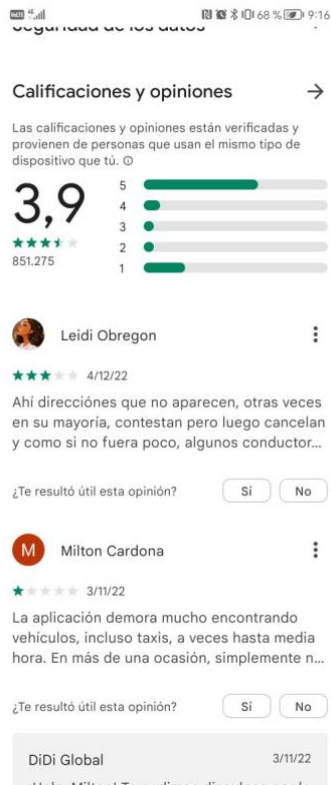 68 % 9:16
Seguridad de los datos
Calificaciones y opiniones
Las calificaciones y opiniones están verificadas y
provienen de personas que usan el mismo tipo de
dispositivo que tú.
3,9
5
4
3
2
1
851.275
Leidi Obregon
4/12/22
Ahí direcciónes que no aparecen, otras veces
en su mayoría, contestan pero luego cancelan
y como si no fuera poco, algunos conductor...
¿Te resultó útil esta opinión? Sí No
M Milton Cardona
3/11/22
La aplicación demora mucho encontrando
vehículos, incluso taxis, a veces hasta media
hora. En más de una ocasión, simplemente n...
¿Te resultó útil esta opinión? Sí No
DiDi Global 3/11/22